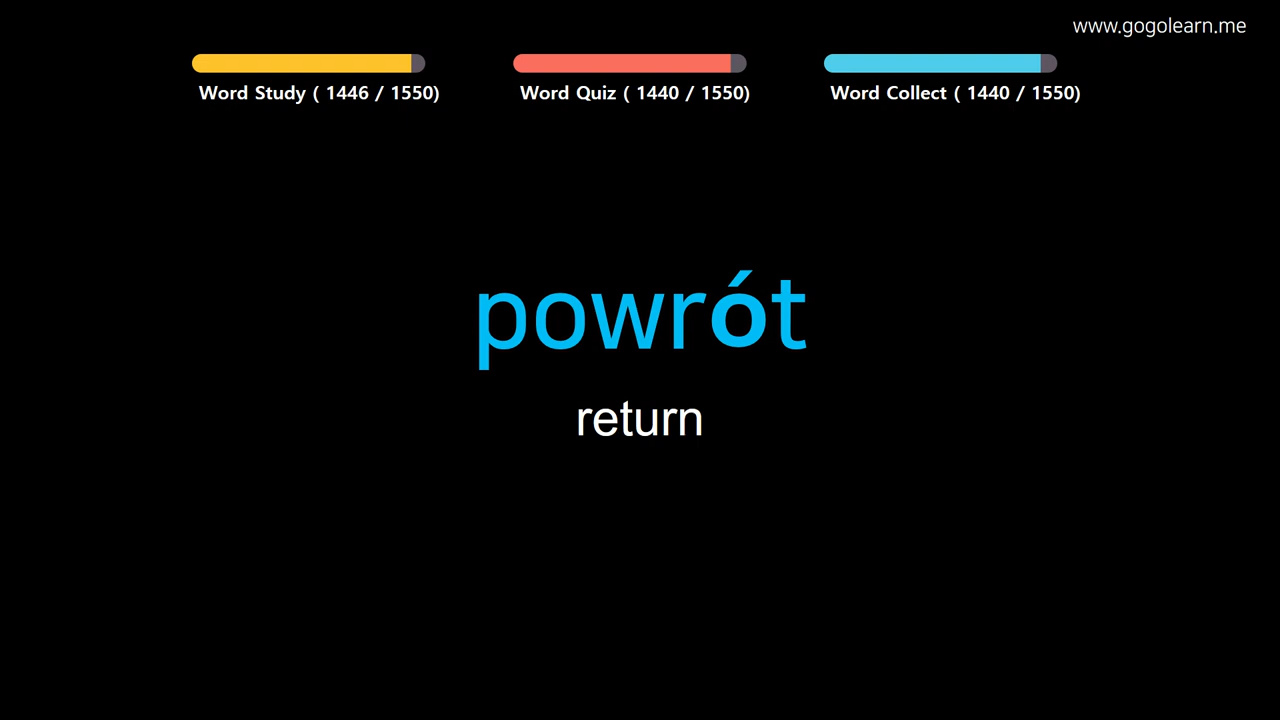 www.gogolearn.me
Word Study ( 1446 / 1550)
Word Quiz ( 1440 / 1550)
Word Collect ( 1440 / 1550)
powrót
return